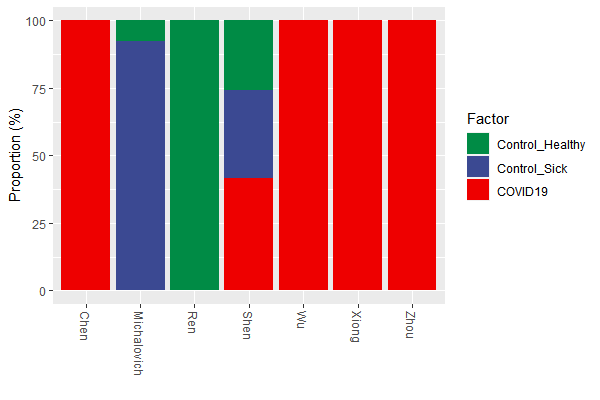 Proportion (%)
100
75
50
25
0
Chen
Michalovich
Ren
Shen
Wu
Xiong
Zhou
Factor
Control_Healthy
Control_Sick
COVID19